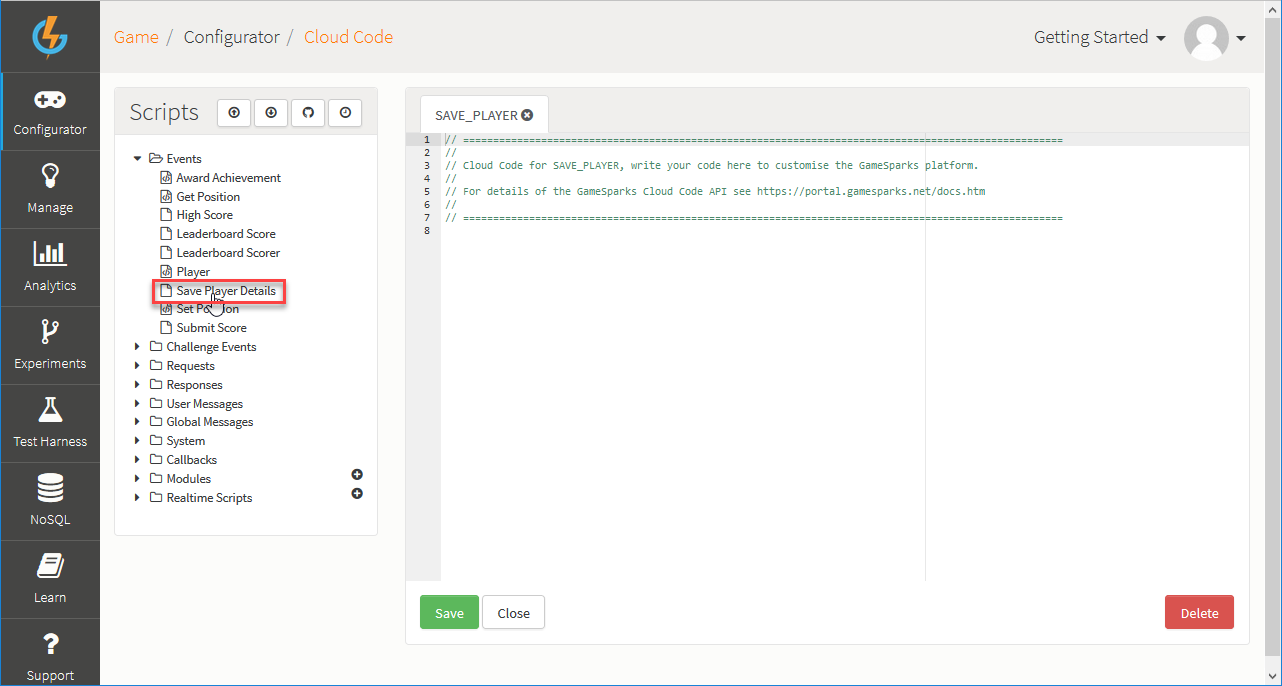 Game / Configurator / Cloud Code
Getting Started
Configurator
Manage
Analytics
Experiments
Test Harness
NoSQL
Learn
Support
Scripts
Events
Award Achievement
Get Position
High Score
Leaderboard Score
Leaderboard Scorer
Player
Save Player Details
Set Position
Submit Score
Challenge Events
Requests
Responses
User Messages
Global Messages
System
Callbacks
Modules
Realtime Scripts
SAVE_PLAYER
1 // ====================================================================================================
2 //
3 // Cloud Code for SAVE_PLAYER, write your code here to customise the GameSparks platform.
4 //
5 // For details of the GameSparks Cloud Code API see https://portal.gamesparks.net/docs.htm
6 //
7 // ====================================================================================================
8
Save
Close
Delete